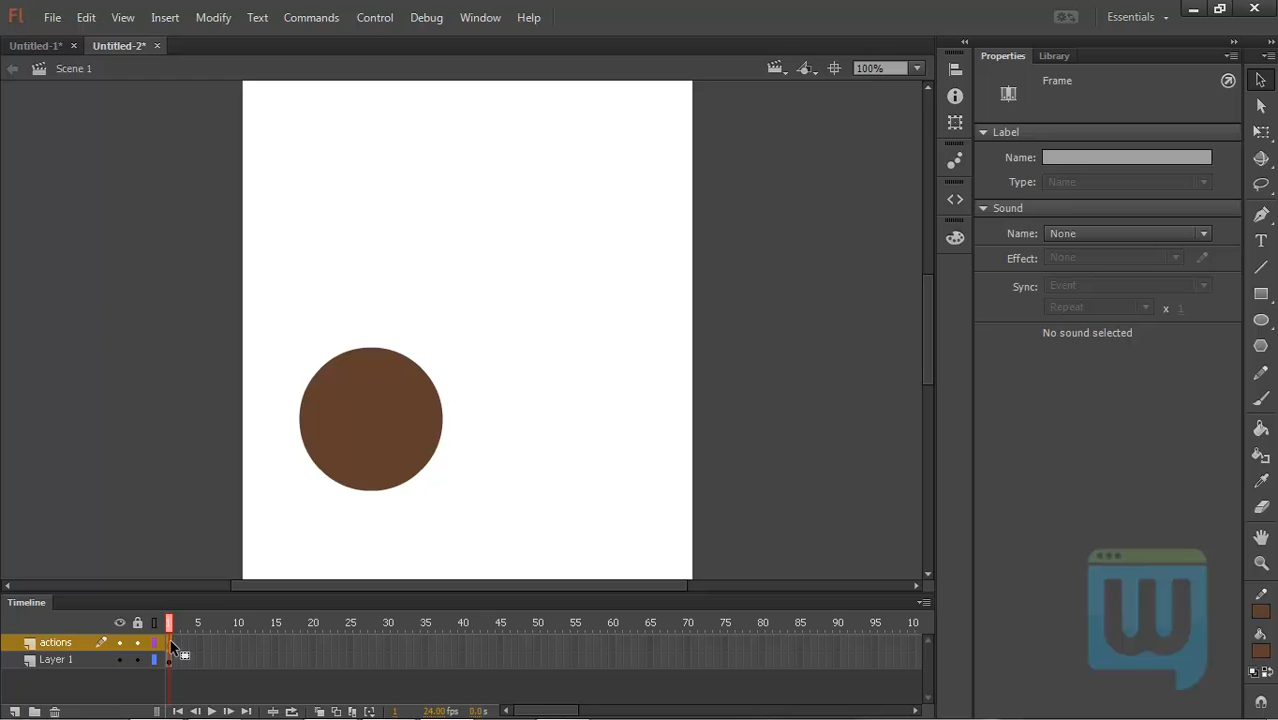 Fl File Edit View Insert Modify Text Commands Control Debug Window Help Essentials
Untitled-1* × Untitled-2* ×
Scene 1 100%
Properties Library
Frame
Label
Name:
Type: Name
Sound
Name: None
Effect: None
Sync: Event
Repeat x 1
No sound selected
Timeline
1 5 10 15 20 25 30 35 40 45 50 55 60 65 70 75 80 85 90 95 10
actions
Layer 1
1 24.00 fps 0.0 s
W